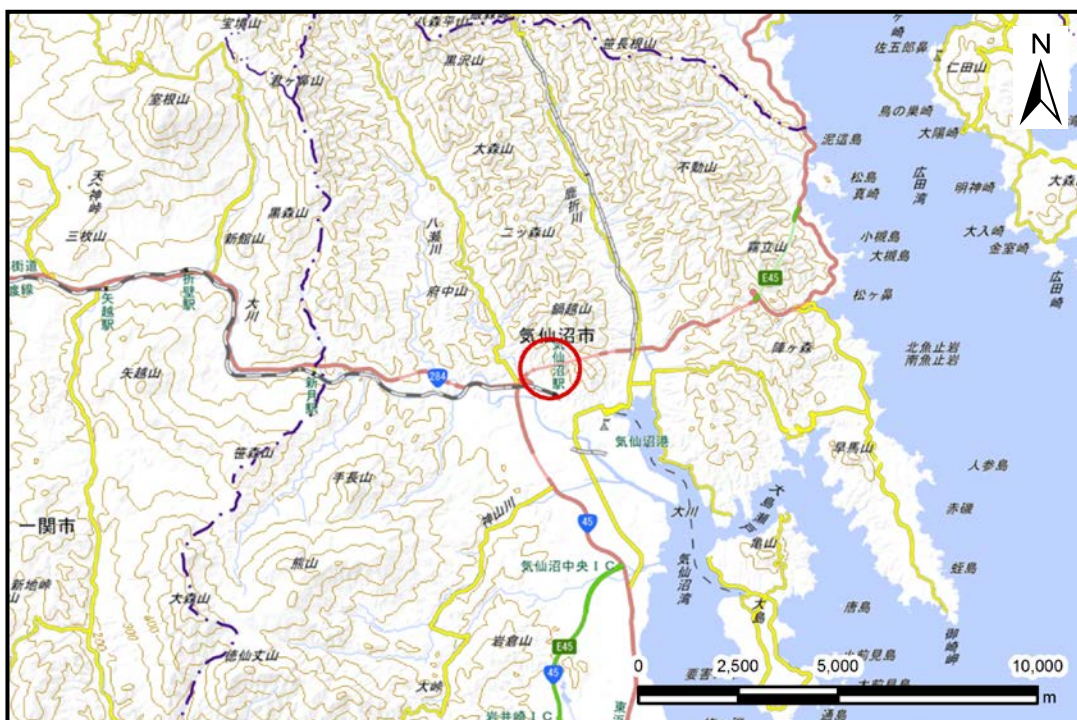 宝境山
八森平山
黒沢山
笹長根山
佐五郎鼻
仁田山
N
君ヶ鼻山
室根山
鳥の巣崎
大陽崎
泥這島
大森山
不動山
松島
真崎
広田湾
明神崎
天神峠
鹿折川
黒森山
八瀬川
二ッ森山
三枚山
新館山
小槻島
大槻島
大入崎
金室崎
霧立山
E45
街道
折壁駅
広田崎
矢越駅
大川
府中山
鍋越山
松ヶ鼻
気仙沼市
気仙沼駅
陣ヶ森
北魚止岩
南魚止岩
矢越山
新月駅
284
気仙沼港
早馬山
笹森山
手長山
人参島
神山川
大川
大島瀬戸
赤磯
一関市
45
亀山
熊山
気仙沼中央IC
気仙沼湾
蛭島
新地峠
大森山
大島
唐島
御崎岬
岩倉山
E45
徳仙丈山
200
300
400
45
大峠
0
2,500
5,000
10,000
m
岩井崎IC